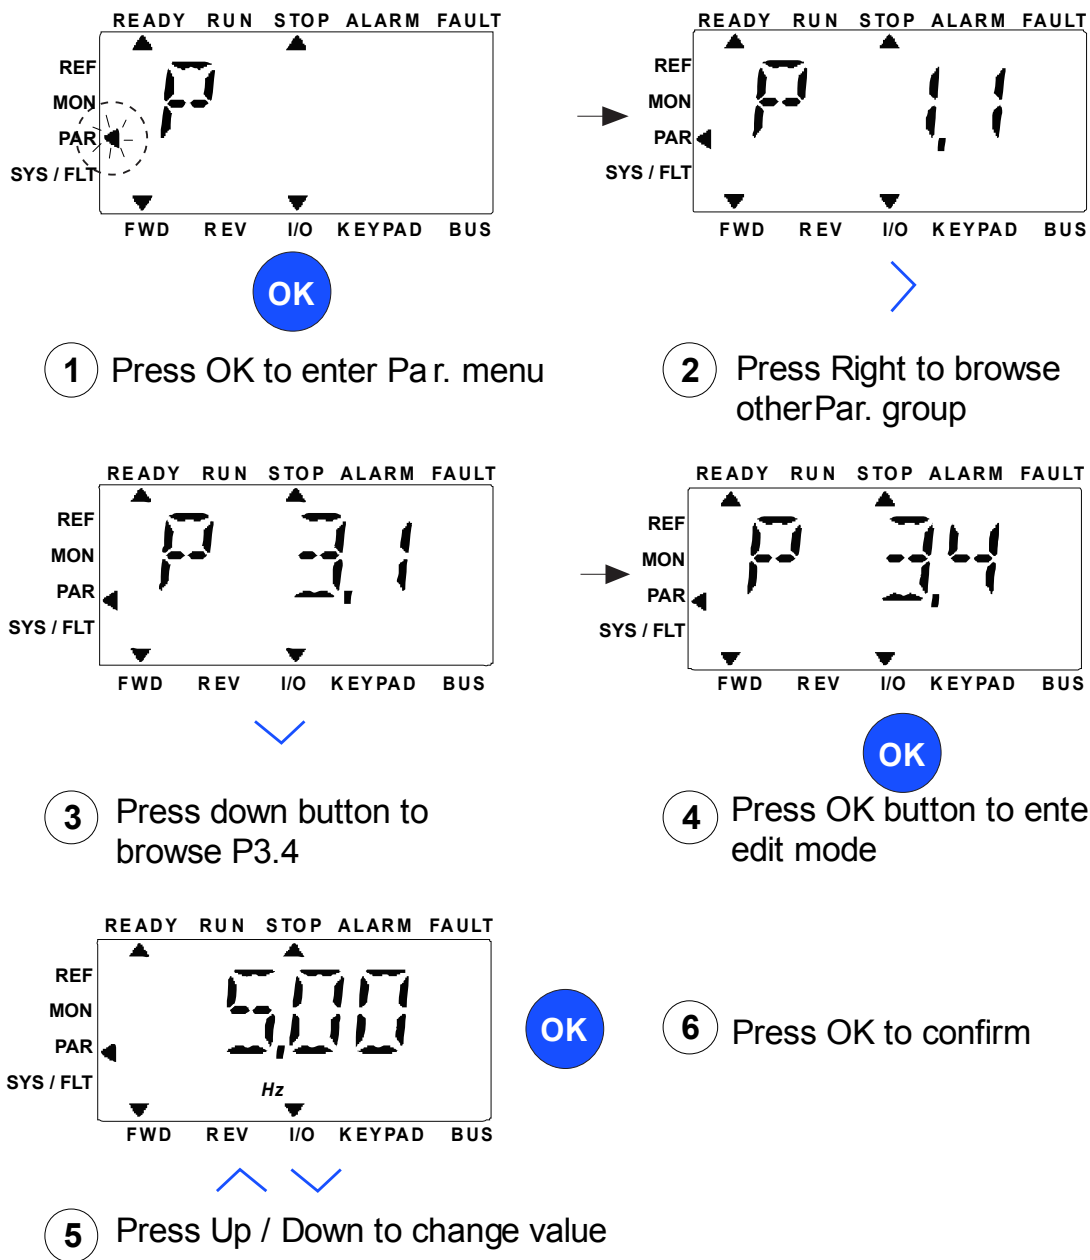 READY RUN STOP ALARM FAULT
REF
MON
PAR
SYS / FLT
P
FWD REV I/O KEYPAD BUS
OK
1 Press OK to enter Par. menu
READY RUN STOP ALARM FAULT
REF
MON
PAR
SYS / FLT
P 1.1
FWD REV I/O KEYPAD BUS
2 Press Right to browse
otherPar. group
READY RUN STOP ALARM FAULT
REF
MON
PAR
SYS / FLT
P 3.1
FWD REV I/O KEYPAD BUS
3 Press down button to
browse P3.4
READY RUN STOP ALARM FAULT
REF
MON
PAR
SYS / FLT
P 3.4
FWD REV I/O KEYPAD BUS
OK
4 Press OK button to ente
edit mode
READY RUN STOP ALARM FAULT
REF
MON
PAR
SYS / FLT
5.00
Hz
FWD REV I/O KEYPAD BUS
OK
6 Press OK to confirm
5 Press Up / Down to change value